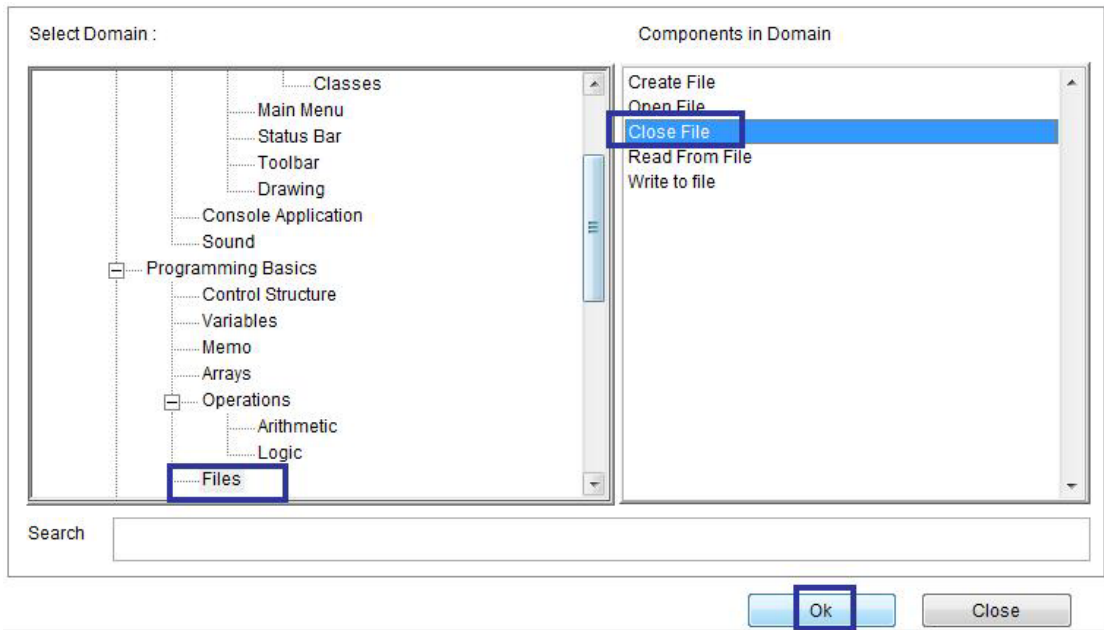 Select Domain :
Components in Domain
Classes
Main Menu
Status Bar
Toolbar
Drawing
Console Application
Sound
Programming Basics
Control Structure
Variables
Memo
Arrays
Operations
Arithmetic
Logic
Files
Create File
Open File
Close File
Read From File
Write to file
Search
Ok
Close